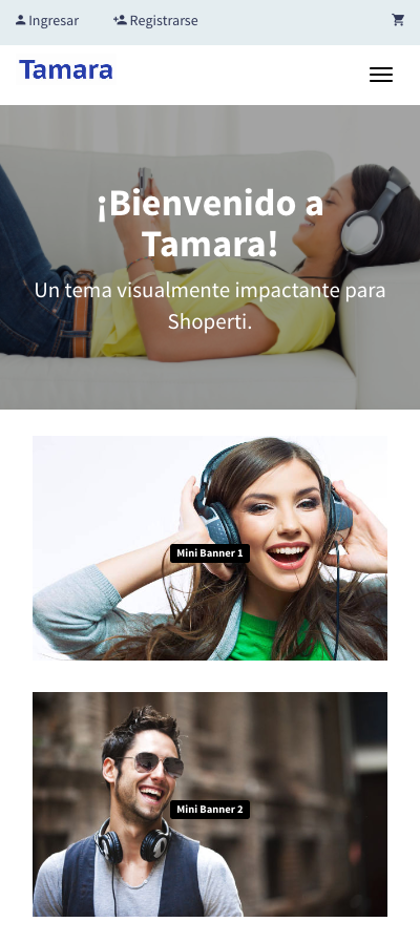 Ingresar Registrarse
Tamara
¡Bienvenido a
Tamara!
Un tema visualmente impactante para
Shoperti.
Mini Banner 1
Mini Banner 2